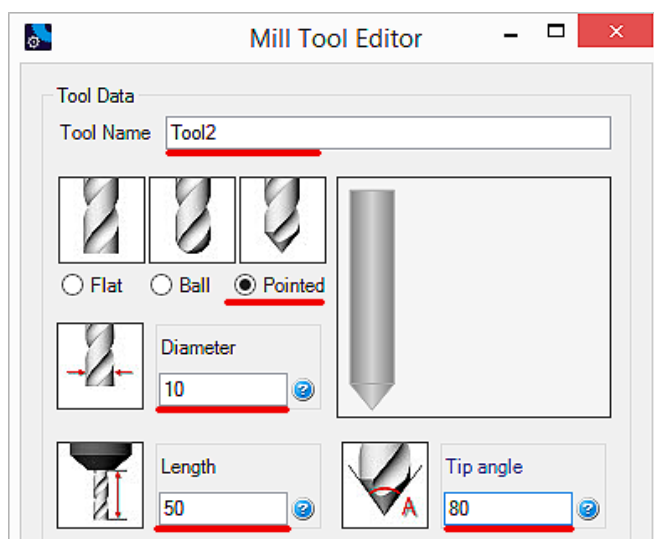 Mill Tool Editor
Tool Data
Tool Name Tool2
Flat Ball Pointed
Diameter
10
Length Tip angle
50 A 80